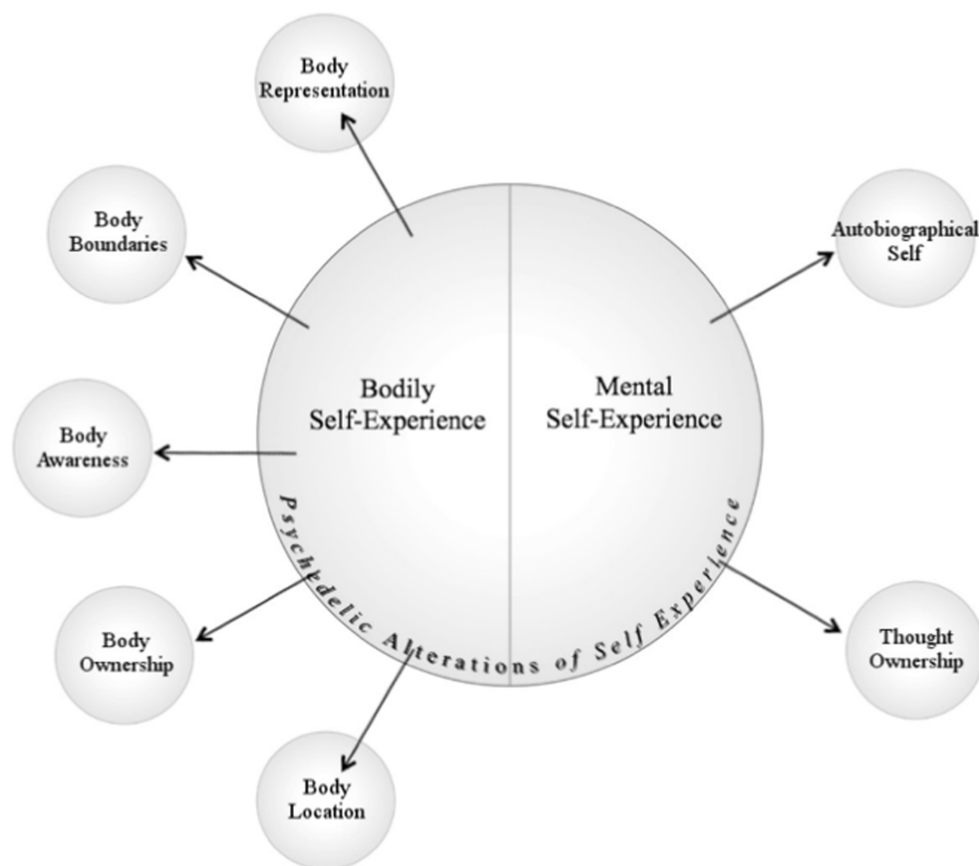 Body
Representation
Body
Boundaries
Autobiographical
Self
Bodily
Self-Experience
Mental
Self-Experience
Body
Awareness
Psychedelic Alterations of Self Experience
Body
Ownership
Thought
Ownership
Body
Location